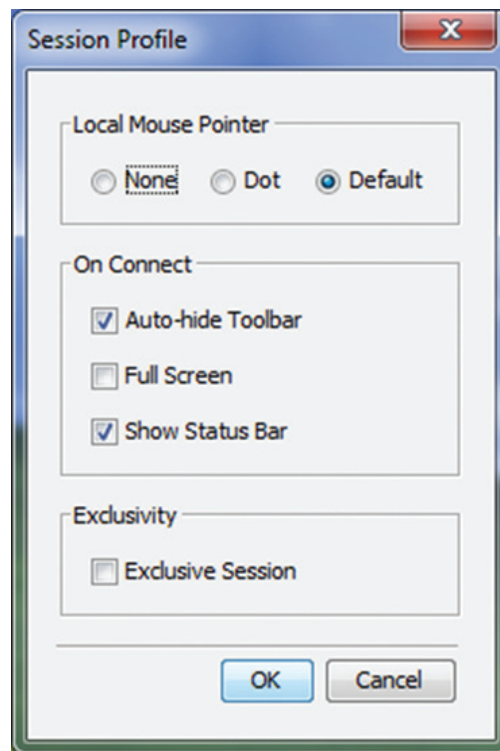 Session Profile
Local Mouse Pointer
None Dot Default
On Connect
Auto-hide Toolbar
Full Screen
Show Status Bar
Exclusivity
Exclusive Session
OK Cancel